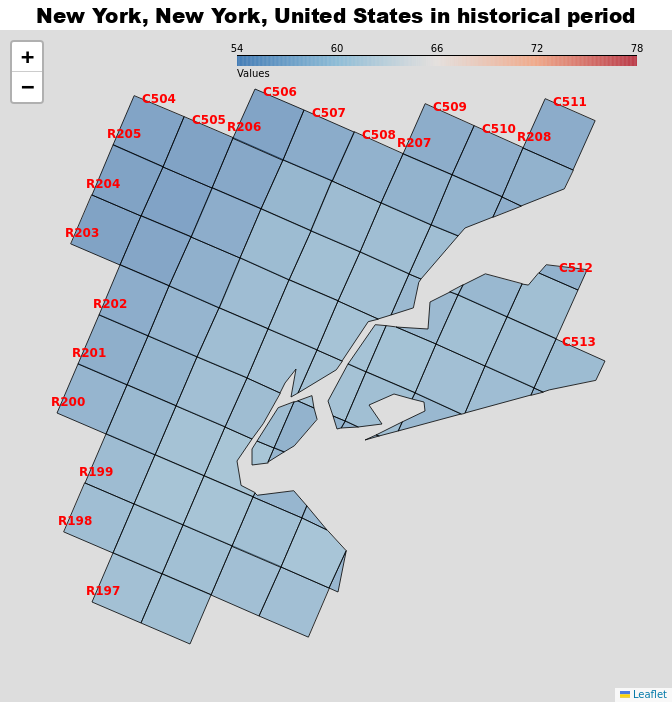 New York, New York, United States in historical period
+
−
54 60 66 72 78
Values
C504
C505
C506
C507
C508
C509
C510
C511
R205
R206
R207
R208
R204
R203
C512
R202
C513
R201
R200
R199
R198
R197
Leaflet